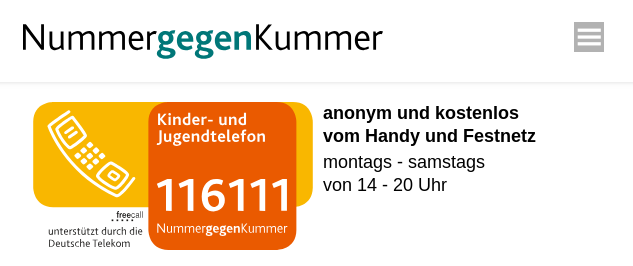 NummergegenKummer
Kinder- und
Jugendtelefon
116111
NummergegenKummer
freecall
unterstützt durch die
Deutsche Telekom
anonym und kostenlos
vom Handy und Festnetz
montags - samstags
von 14 - 20 Uhr